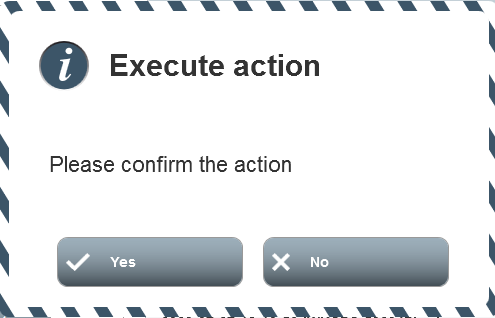 Execute action
Please confirm the action
Yes
No